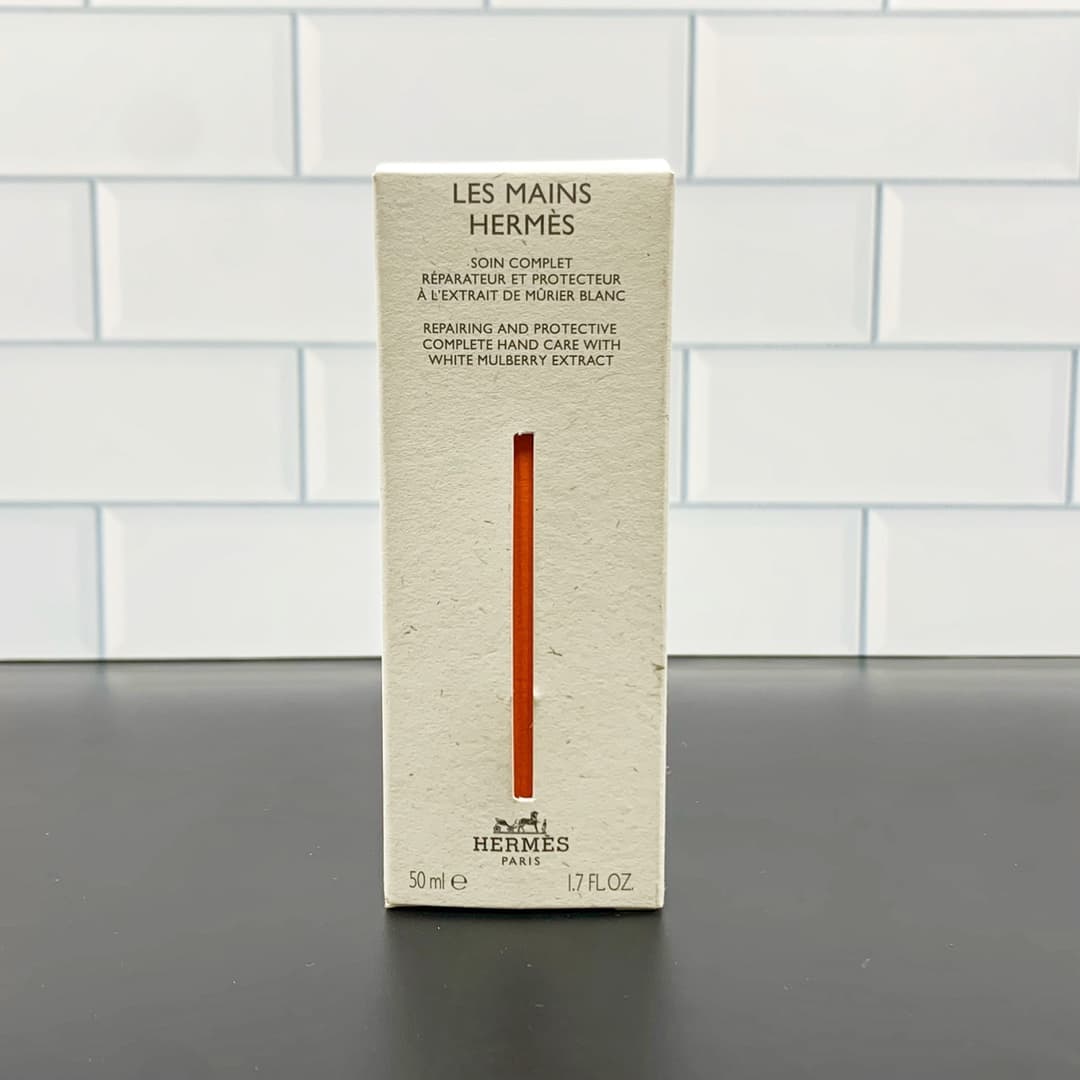 LES MAINS
HERMÈS
SOIN COMPLET
RÉPARATEUR ET PROTECTEUR
À L'EXTRAIT DE MÛRIER BLANC
REPAIRING AND PROTECTIVE
COMPLETE HAND CARE WITH
WHITE MULBERRY EXTRACT
HERMÈS
PARIS
50 ml ℮ 1.7 FL.OZ.